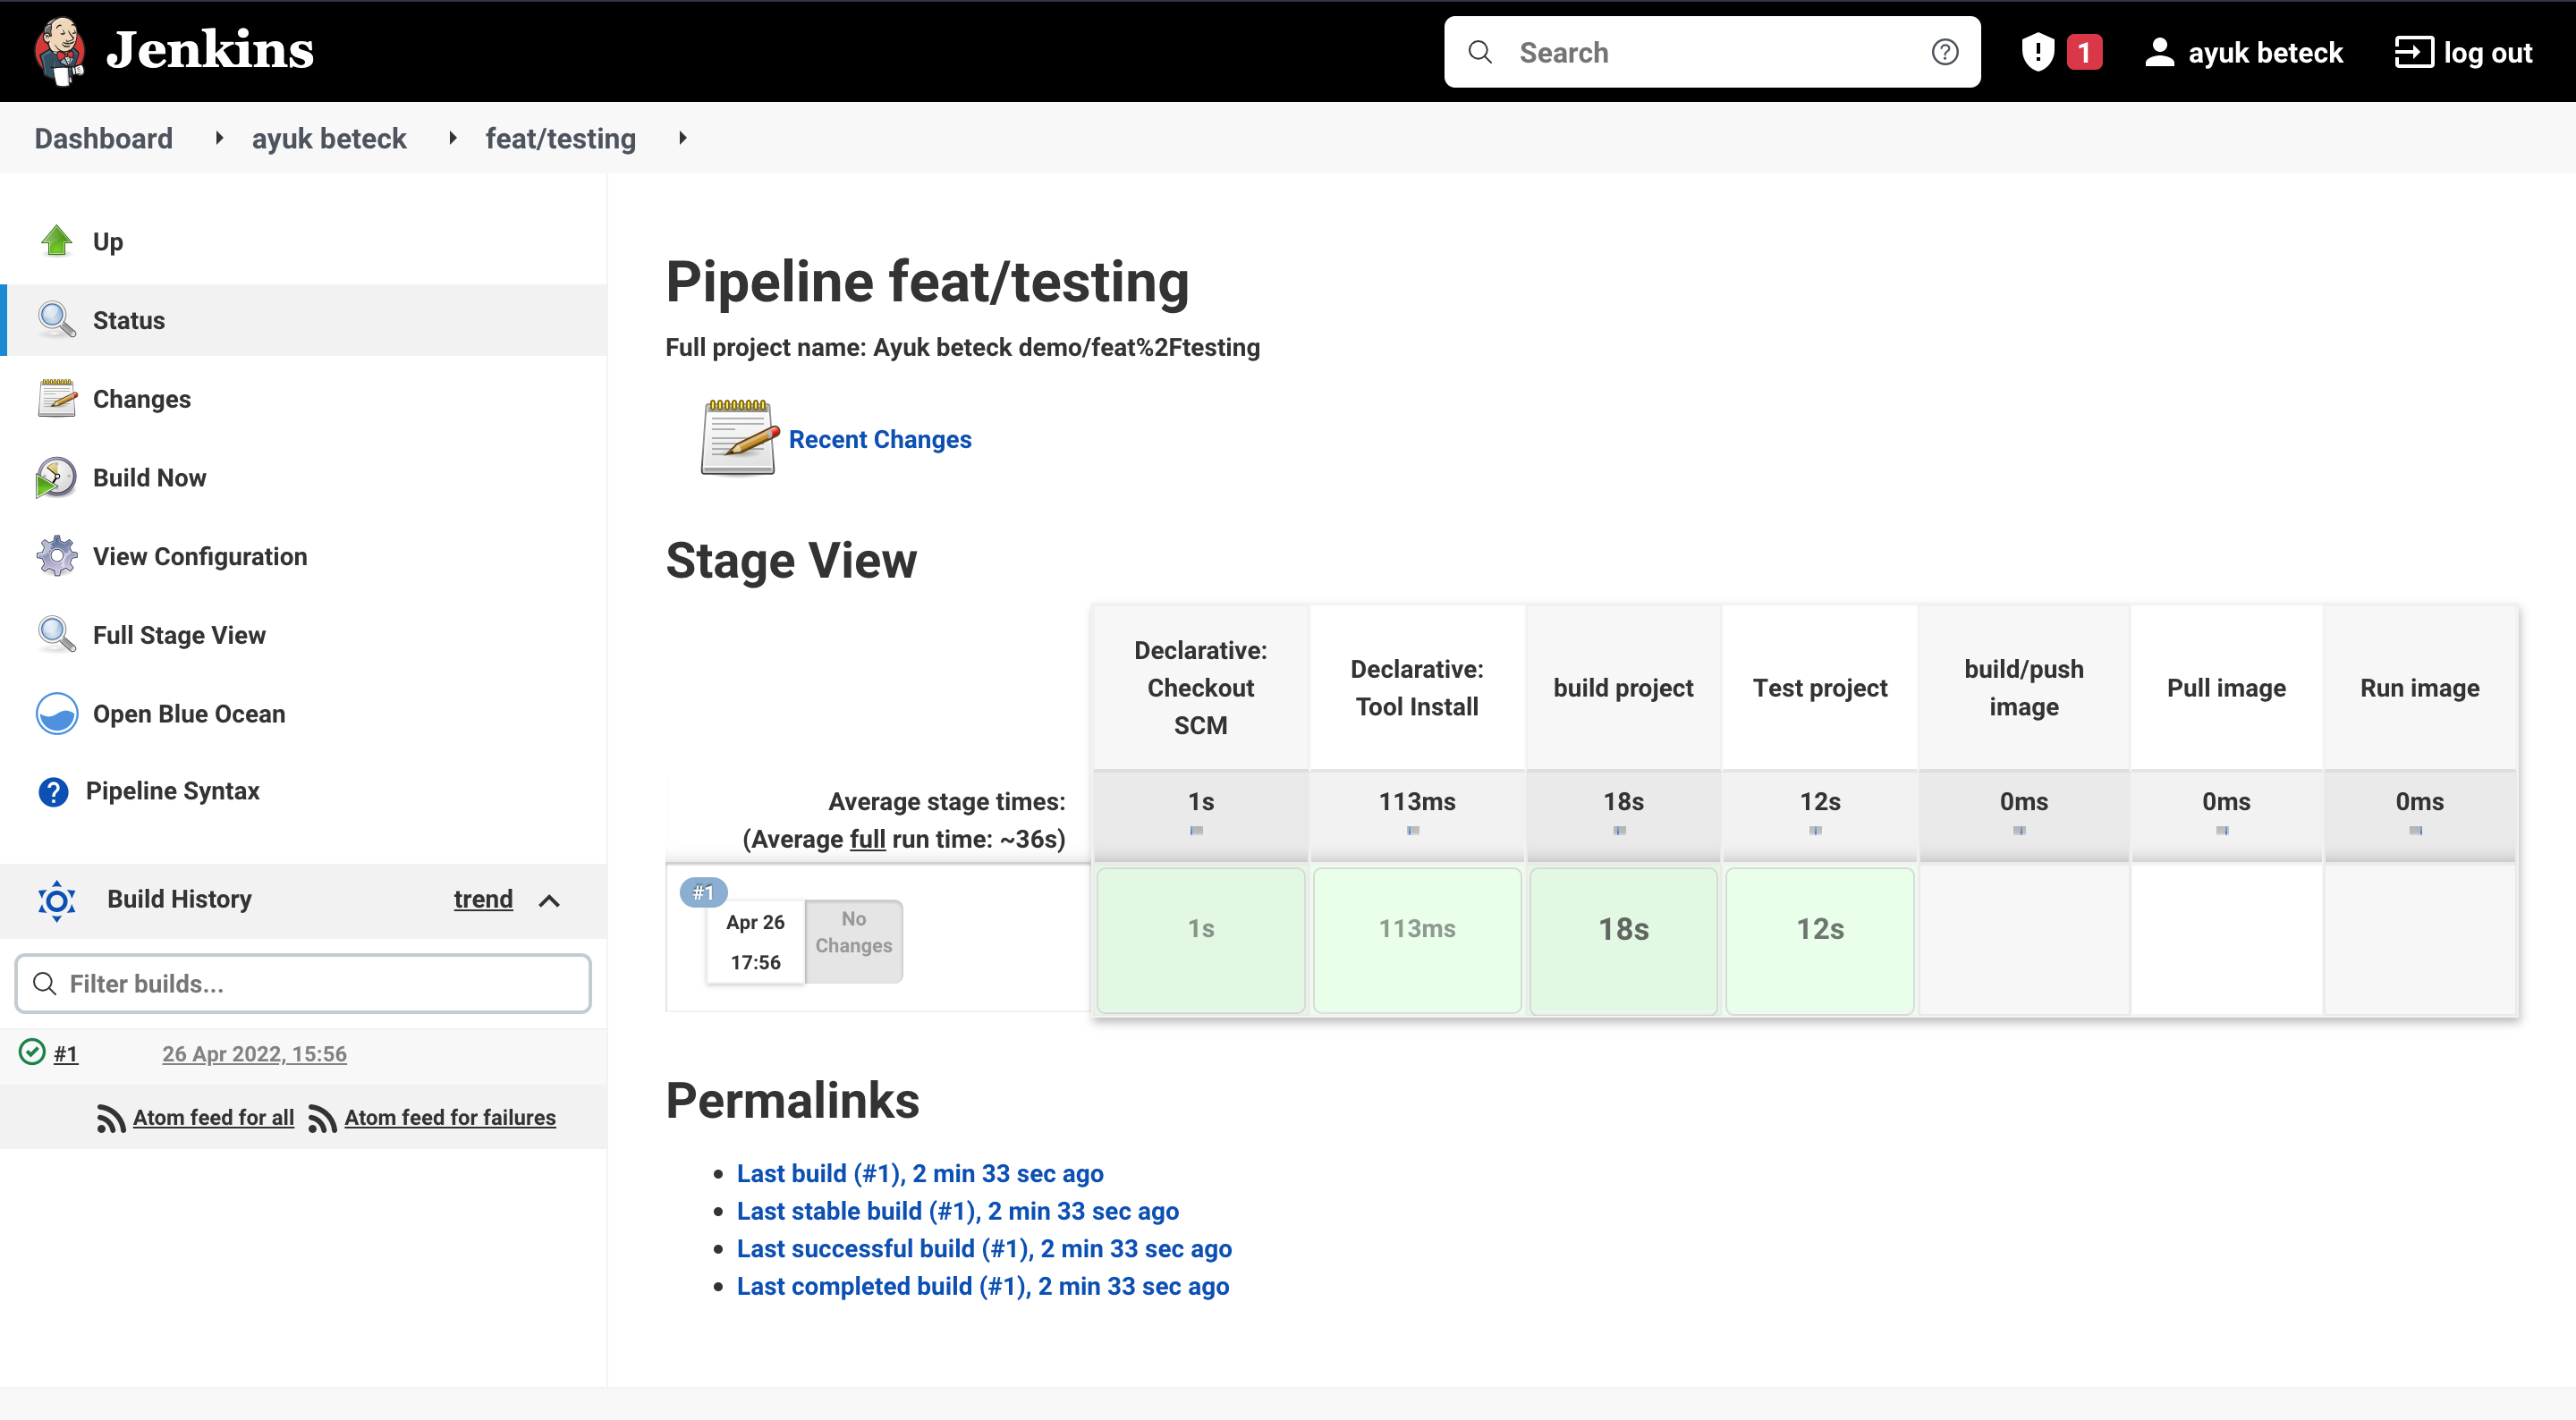 Jenkins
Search
1
ayuk beteck
log out
Dashboard
ayuk beteck
feat/testing
Up
Status
Changes
Build Now
View Configuration
Full Stage View
Open Blue Ocean
Pipeline Syntax
Build History
trend
Filter builds...
#1
26 Apr 2022, 15:56
Atom feed for all
Atom feed for failures
Pipeline feat/testing
Full project name: Ayuk beteck demo/feat%2Ftesting
Recent Changes
Stage View
Declarative:
Checkout
SCM
Declarative:
Tool Install
build project
Test project
build/push
image
Pull image
Run image
Average stage times:
(Average full run time: ~36s)
1s
113ms
18s
12s
0ms
0ms
0ms
#1
Apr 26
17:56
No
Changes
1s
113ms
18s
12s
Permalinks
Last build (#1), 2 min 33 sec ago
Last stable build (#1), 2 min 33 sec ago
Last successful build (#1), 2 min 33 sec ago
Last completed build (#1), 2 min 33 sec ago